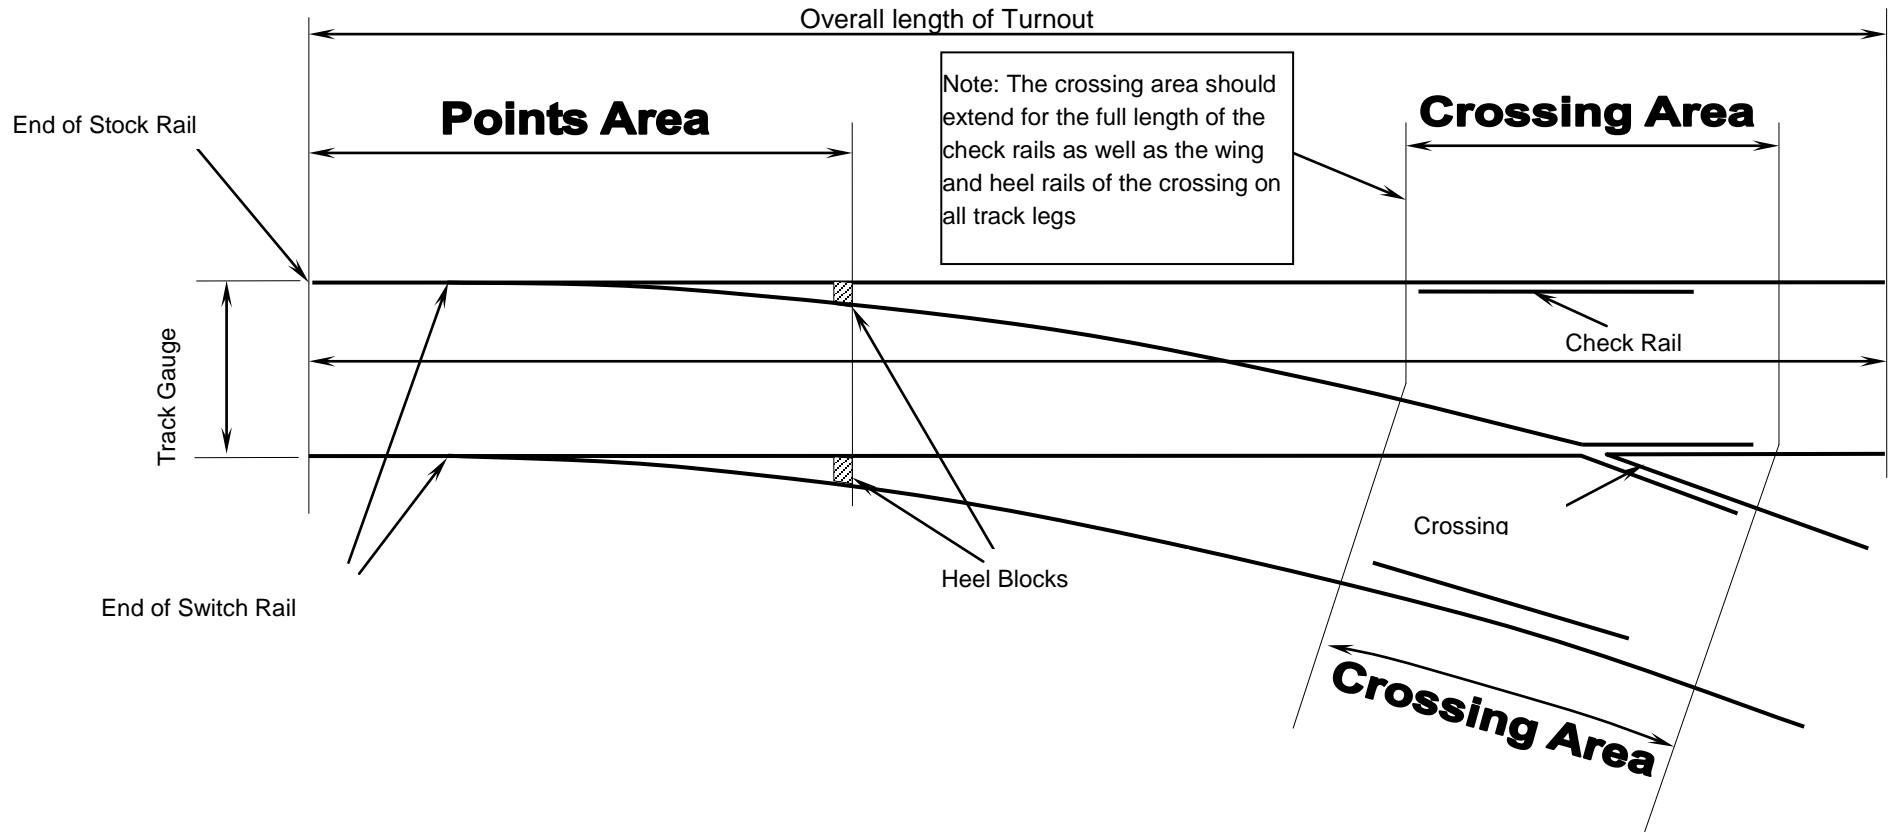 Overall length of Turnout
Note: The crossing area should
extend for the full length of the
check rails as well as the wing
and heel rails of the crossing on
all track legs
Points Area
Crossing Area
End of Stock Rail
Track Gauge
Check Rail
Crossing
Heel Blocks
End of Switch Rail
Crossing Area